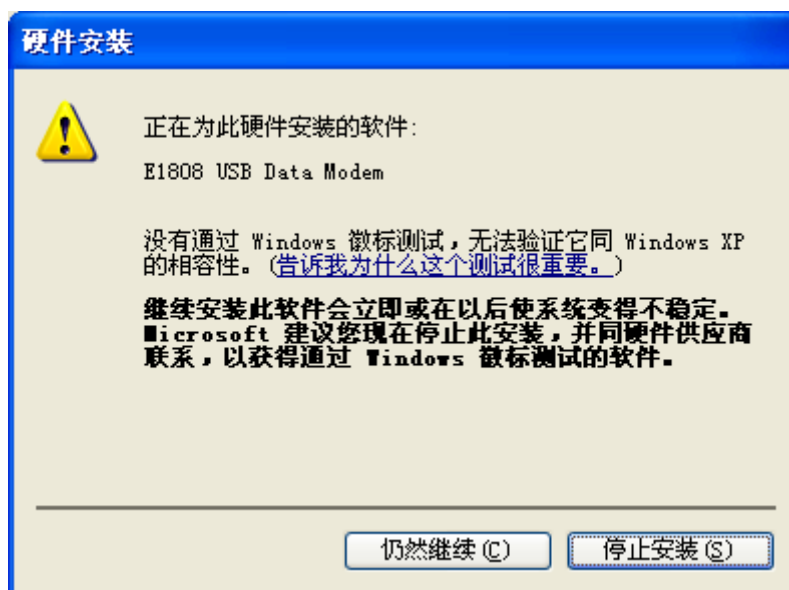 硬件安装
正在为此硬件安装的软件:
E1808 USB Data Modem
没有通过 Windows 徽标测试，无法验证它同 Windows XP
的相容性。(告诉我为什么这个测试很重要。)
继续安装此软件会立即或在以后使系统变得不稳定。
Microsoft 建议您现在停止此安装，并同硬件供应商
联系，以获得通过 Windows 徽标测试的软件。
仍然继续(C)
停止安装(S)